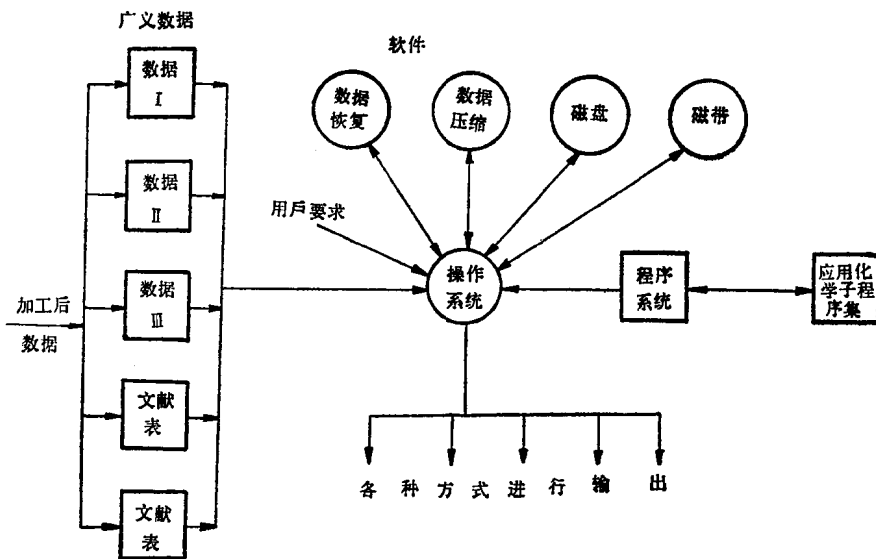 广义数据
软件
数据
Ⅰ
数据
恢复
数据
压缩
磁盘
磁带
数据
Ⅱ
用戶要求
数据
Ⅲ
操作
系统
程序
系统
应用化
学子程
序集
加工后
数据
文献
表
文献
表
各种方式进行输出